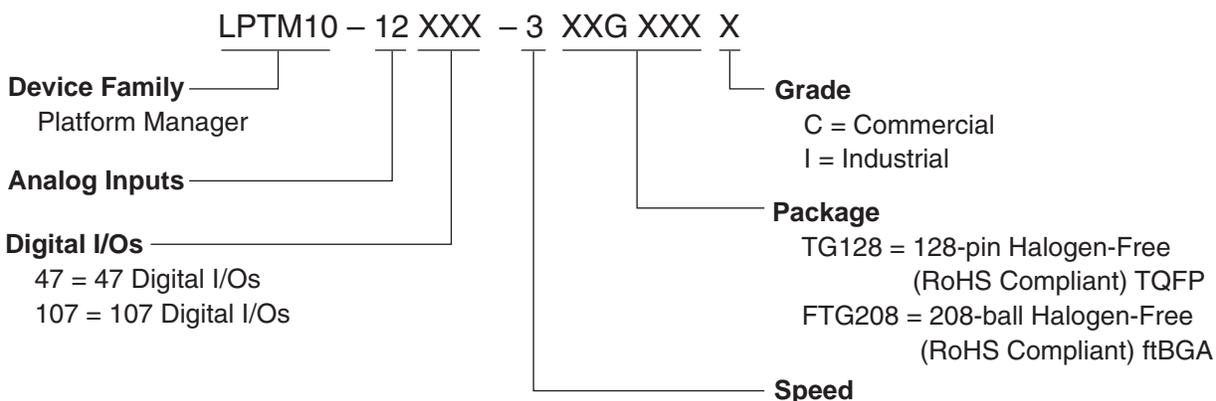 LPTM10 – 12 XXX – 3 XXG XXX X
Device Family
Platform Manager
Analog Inputs
Digital I/Os
47 = 47 Digital I/Os
107 = 107 Digital I/Os
Grade
C = Commercial
I = Industrial
Package
TG128 = 128-pin Halogen-Free
(RoHS Compliant) TQFP
FTG208 = 208-ball Halogen-Free
(RoHS Compliant) ftBGA
Speed